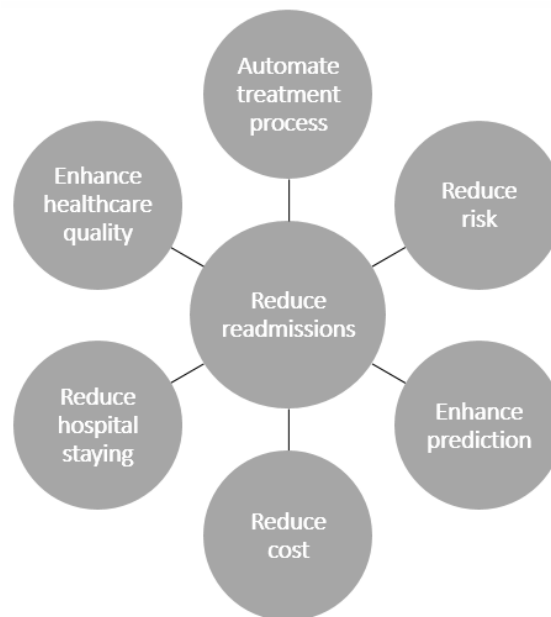 Automate
treatment
process
Enhance
healthcare
quality
Reduce
risk
Reduce
readmissions
Reduce
hospital
staying
Enhance
prediction
Reduce
cost